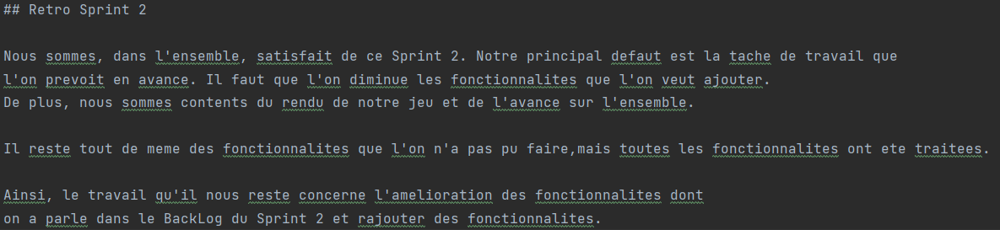 ## Retro Sprint 2
Nous sommes, dans l'ensemble, satisfait de ce Sprint 2. Notre principal defaut est la tache de travail que
l'on prevoit en avance. Il faut que l'on diminue les fonctionnalites que l'on veut ajouter.
De plus, nous sommes contents du rendu de notre jeu et de l'avance sur l'ensemble.
Il reste tout de meme des fonctionnalites que l'on n'a pas pu faire,mais toutes les fonctionnalites ont ete traitees.
Ainsi, le travail qu'il nous reste concerne l'amelioration des fonctionnalites dont
on a parle dans le BackLog du Sprint 2 et rajouter des fonctionnalites.